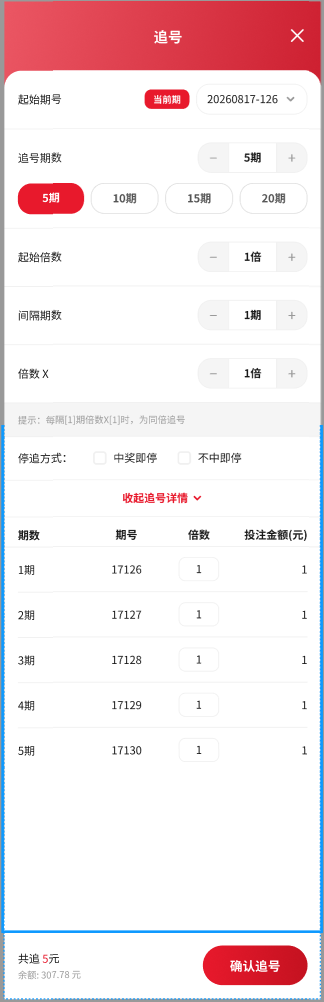 追号
起始期号 当前期 20260817-126
追号期数 − 5期 +
5期 10期 15期 20期
起始倍数 − 1倍 +
间隔期数 − 1期 +
倍数 X − 1倍 +
提示：每隔[1]期倍数X[1]时，为同倍追号
停追方式： 中奖即停 不中即停
收起追号详情
期数 期号 倍数 投注金额(元)
1期 17126 1 1
2期 17127 1 1
3期 17128 1 1
4期 17129 1 1
5期 17130 1 1
共追 5元
余额: 307.78 元
确认追号